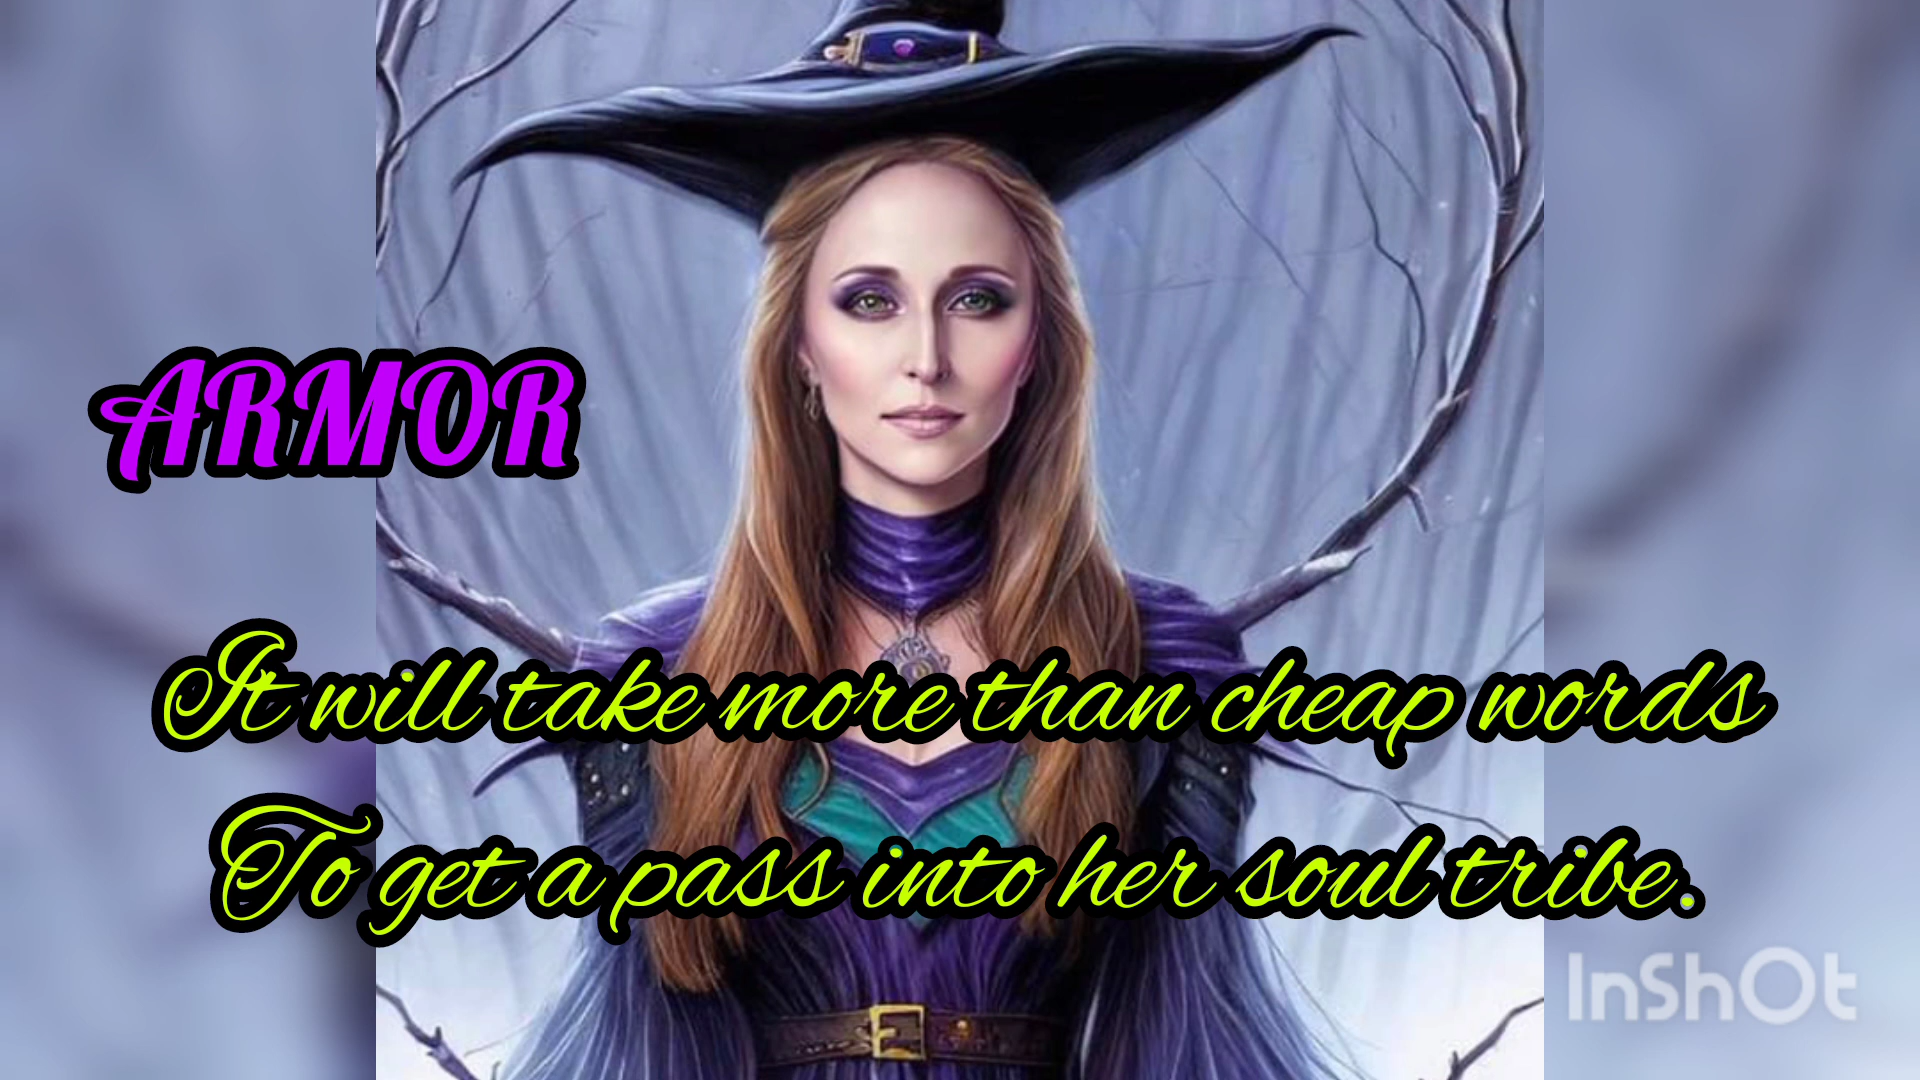 ARMOR
It will take more than cheap words
To get a pass into her soul tribe.
InShOt